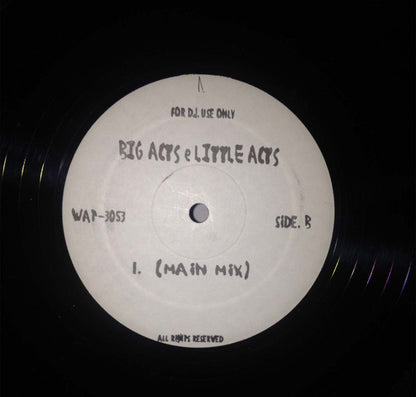 FOR D.J. USE ONLY
BIG ACTS e LITTLE ACTS
WAP-3053
SIDE. B
1. (MAiN MiX)
ALL RIGHTS RESERVED